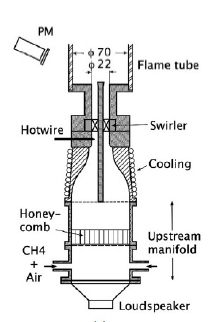 PM
ϕ 70
ϕ 22
Flame tube
Swirler
Hotwire
Cooling
Honey-
comb
Upstream
manifold
CH4
+
Air
Loudspeaker